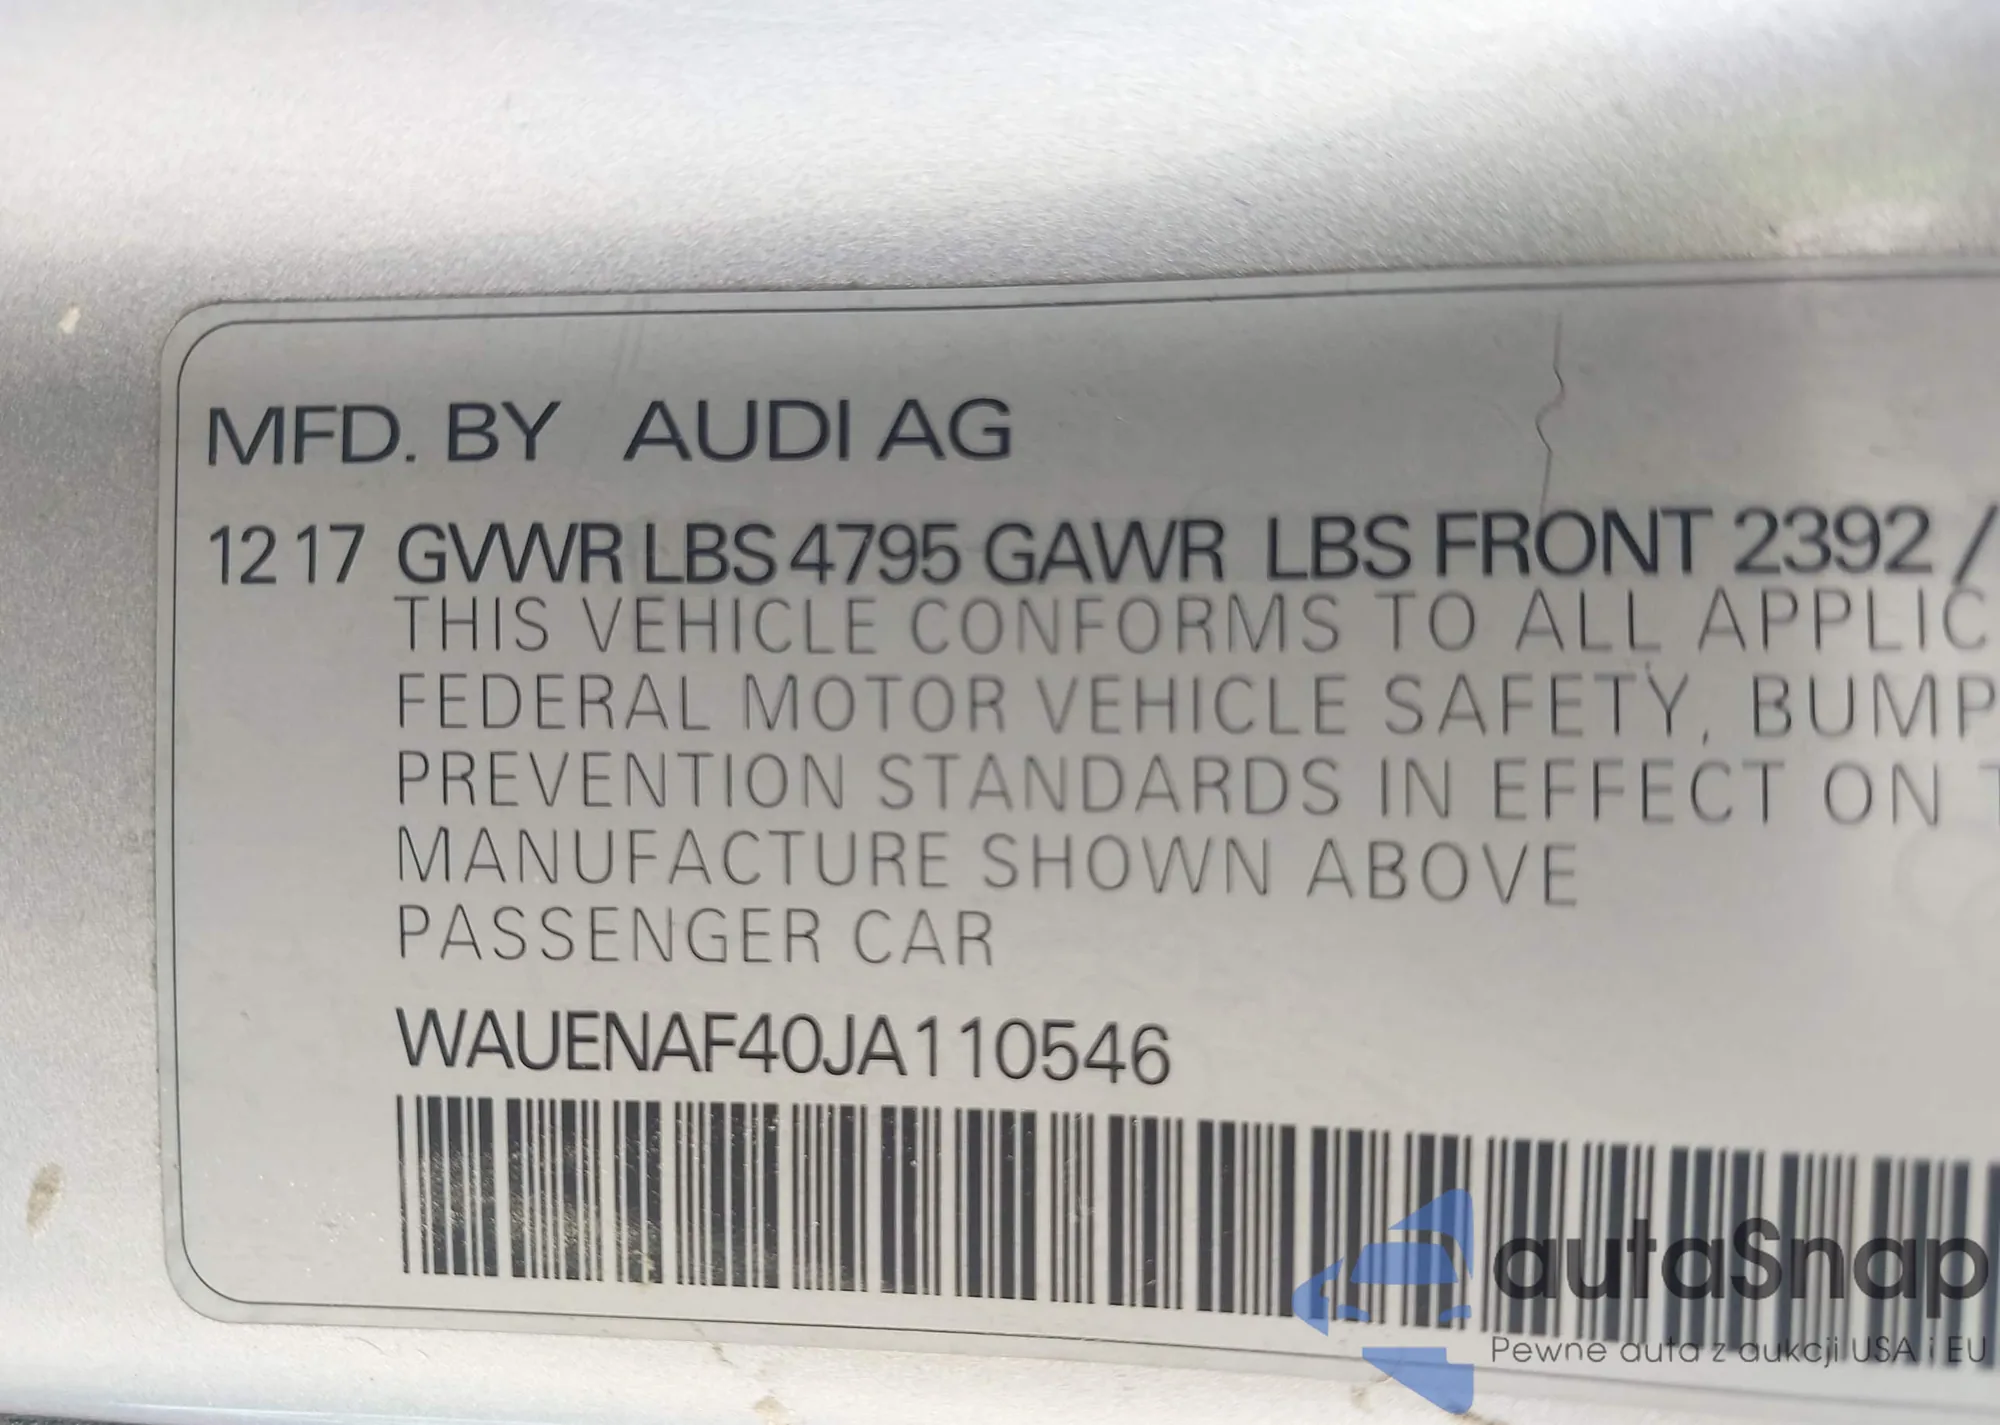 MFD. BY AUDI AG
12 17 GVWR LBS 4795 GAWR LBS FRONT 2392 /
THIS VEHICLE CONFORMS TO ALL APPLIC
FEDERAL MOTOR VEHICLE SAFETY, BUMP
PREVENTION STANDARDS IN EFFECT ON T
MANUFACTURE SHOWN ABOVE
PASSENGER CAR
WAUENAF40JA110546
autaSnap
Pewne auta z aukcji USA i EU